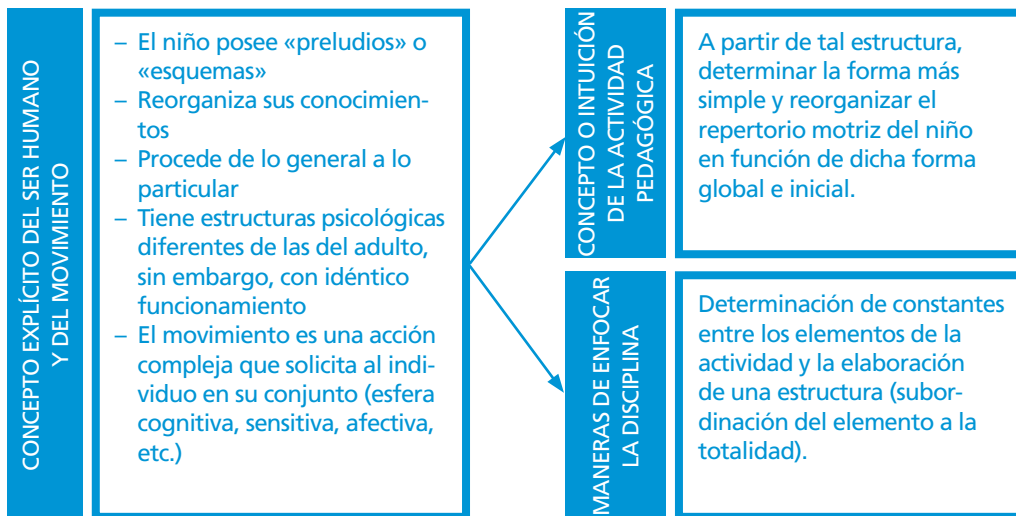 CONCEPTO EXPLÍCITO DEL SER HUMANO
Y DEL MOVIMIENTO
– El niño posee «preludios» o
«esquemas»
– Reorganiza sus conocimien-
tos
– Procede de lo general a lo
particular
– Tiene estructuras psicológicas
diferentes de las del adulto,
sin embargo, con idéntico
funcionamiento
– El movimiento es una acción
compleja que solicita al indi-
viduo en su conjunto (esfera
cognitiva, sensitiva, afectiva,
etc.)
CONCEPTO O INTUICIÓN
DE LA ACTIVIDAD
PEDAGÓGICA
A partir de tal estructura,
determinar la forma más
simple y reorganizar el
repertorio motriz del niño
en función de dicha forma
global e inicial.
MANERAS DE ENFOCAR
LA DISCIPLINA
Determinación de constantes
entre los elementos de la
actividad y la elaboración
de una estructura (subor-
dinación del elemento a la
totalidad).